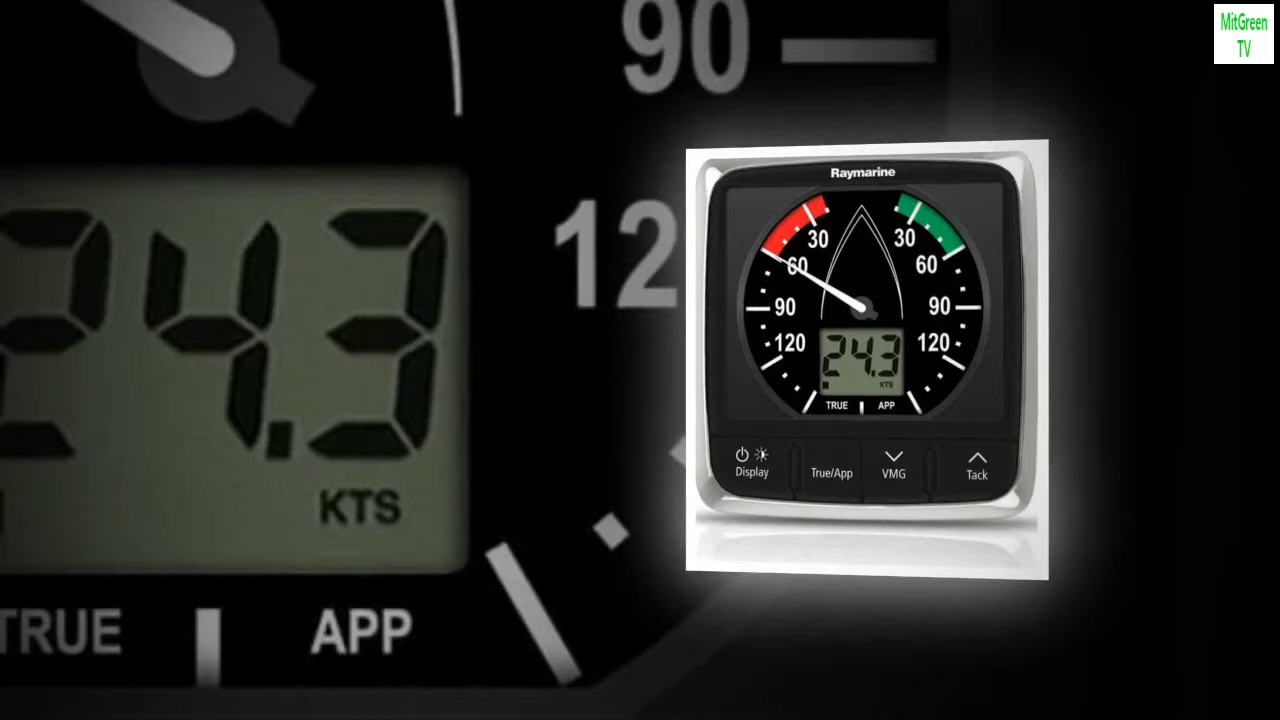 MitGreen
TV
90
12
24.3
KTS
TRUE
APP
Raymarine
30
30
60
60
90
90
120
120
24.3
KTS
TRUE
APP
Display
True/App
VMG
Tack